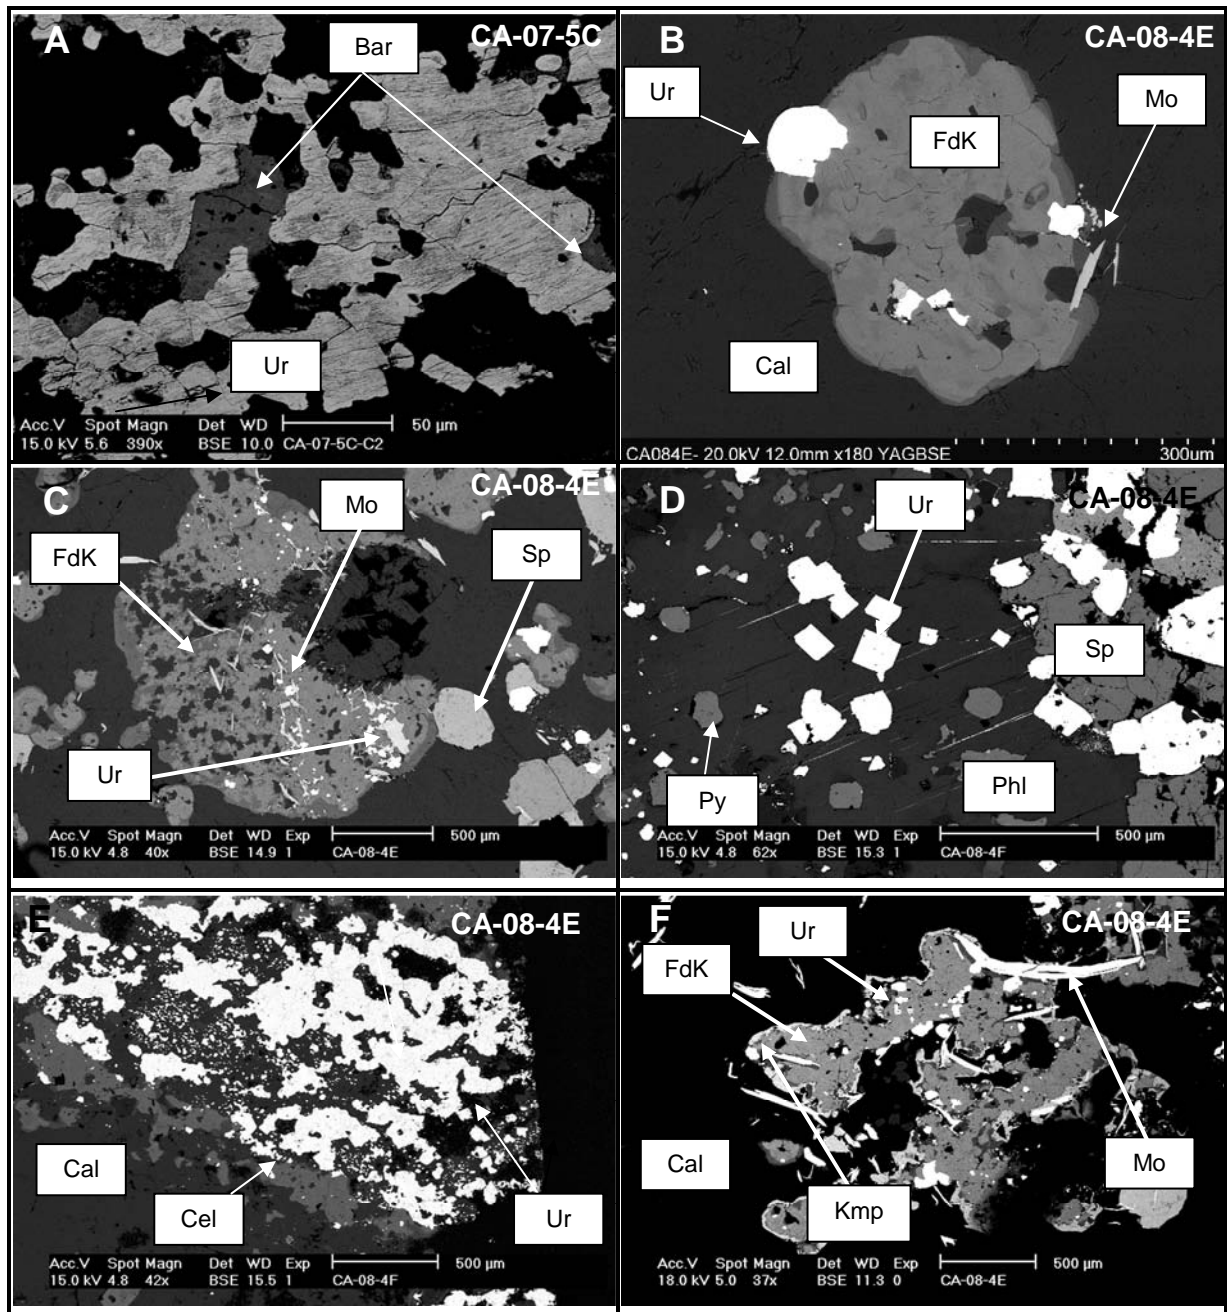 A
CA-07-5C
Bar
Ur
Acc.V Spot Magn Det WD 50 µm
15.0 kV 5.6 390x BSE 10.0 CA-07-5C-C2
B
CA-08-4E
Ur
Mo
FdK
Cal
CA084E- 20.0kV 12.0mm x180 YAGBSE 300um
C
CA-08-4E
Mo
FdK
Sp
Ur
Acc.V Spot Magn Det WD Exp 500 µm
15.0 kV 4.8 40x BSE 14.9 1 CA-08-4E
D
CA-08-4E
Ur
Sp
Py
Phl
Acc.V Spot Magn Det WD Exp 500 µm
15.0 kV 4.8 62x BSE 15.3 1 CA-08-4F
E
CA-08-4E
Cal
Cel
Ur
Acc.V Spot Magn Det WD Exp 500 µm
15.0 kV 4.8 42x BSE 15.5 1 CA-08-4F
F
CA-08-4E
Ur
FdK
Cal
Mo
Kmp
Acc.V Spot Magn Det WD Exp 500 µm
18.0 kV 5.0 37x BSE 11.3 0 CA-08-4E